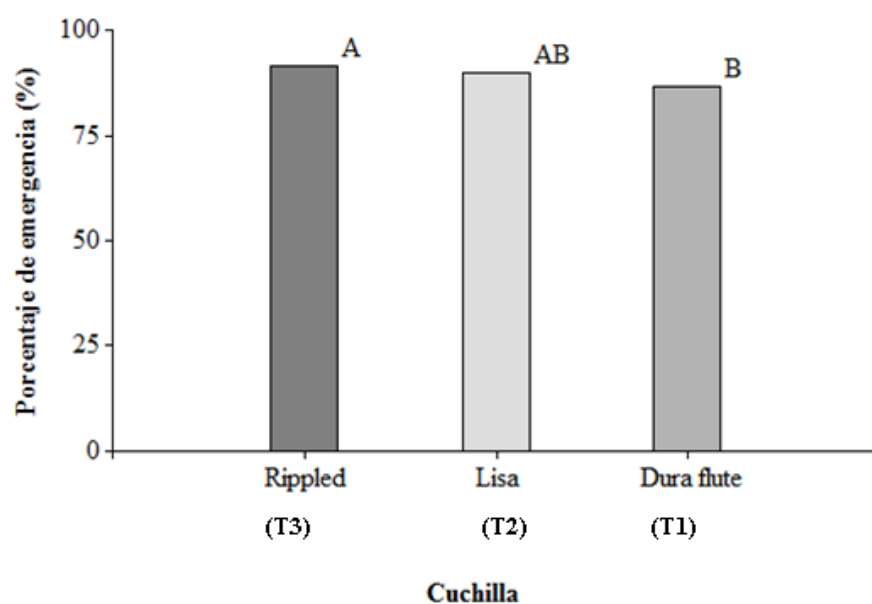 Porcentaje de emergencia (%)
100
75
50
25
0
A
AB
B
Rippled
Lisa
Dura flute
(T3)
(T2)
(T1)
Cuchilla